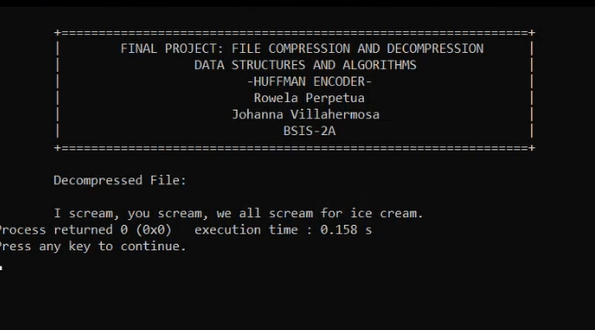 FINAL PROJECT: FILE COMPRESSION AND DECOMPRESSION
DATA STRUCTURES AND ALGORITHMS
-HUFFMAN ENCODER-
Rowela Perpetua
Johanna Villahermosa
BSIS-2A
Decompressed File:
I scream, you scream, we all scream for ice cream.
Process returned 0 (0x0)   execution time : 0.158 s
Press any key to continue.